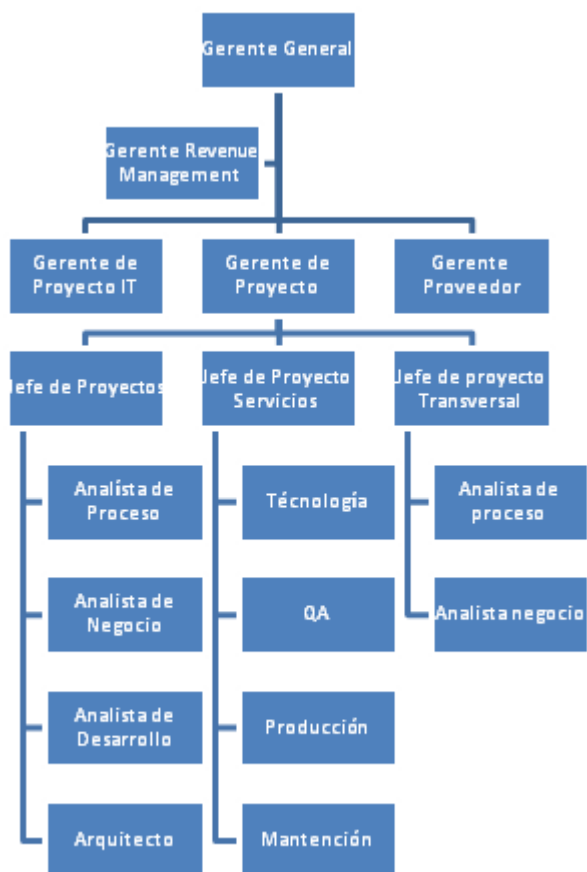 Gerente General
Gerente Revenue
Management
Gerente de
Proyecto IT
Gerente de
Proyecto
Gerente
Proveedor
Jefe de Proyectos
Jefe de Proyecto
Servicios
Jefe de proyecto
Transversal
Analísta de
Proceso
Técnología
Analista de
proceso
Analista de
Negocio
QA
Analista negocio
Analista de
Desarrollo
Producción
Arquitecto
Mantención